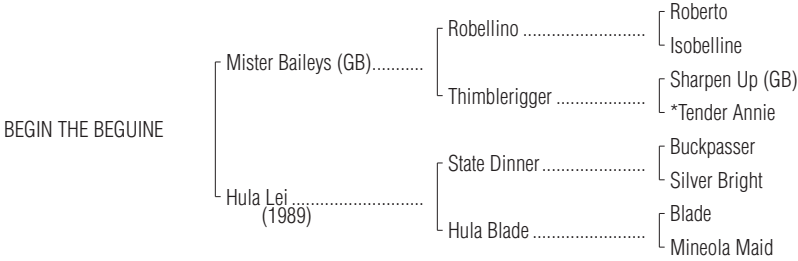 Roberto
Robellino ..........................
Isobelline
Mister Baileys (GB)...........
Sharpen Up (GB)
Thimblerigger ...................
*Tender Annie
BEGIN THE BEGUINE
Buckpasser
State Dinner......................
Silver Bright
Hula Lei ............................
(1989)
Blade
Hula Blade ........................
Mineola Maid